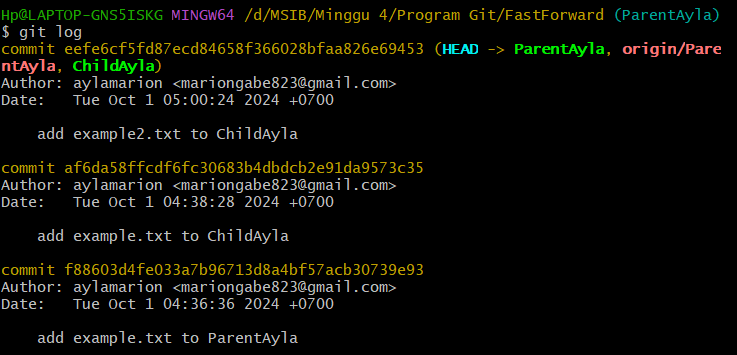 Hp@LAPTOP-GNS5ISKG MINGW64 /d/MSIB/Minggu 4/Program Git/FastForward (ParentAyla)
$ git log
commit eefe6cf5fd87ecd84658f366028bfaa826e69453 (HEAD -> ParentAyla, origin/Pare
ntAyla, ChildAyla)
Author: aylamarion <mariongabe823@gmail.com>
Date:   Tue Oct 1 05:00:24 2024 +0700
    add example2.txt to ChildAyla
commit af6da58ffcdf6fc30683b4dbdcb2e91da9573c35
Author: aylamarion <mariongabe823@gmail.com>
Date:   Tue Oct 1 04:38:28 2024 +0700
    add example.txt to ChildAyla
commit f88603d4fe033a7b96713d8a4bf57acb30739e93
Author: aylamarion <mariongabe823@gmail.com>
Date:   Tue Oct 1 04:36:36 2024 +0700
    add example.txt to ParentAyla